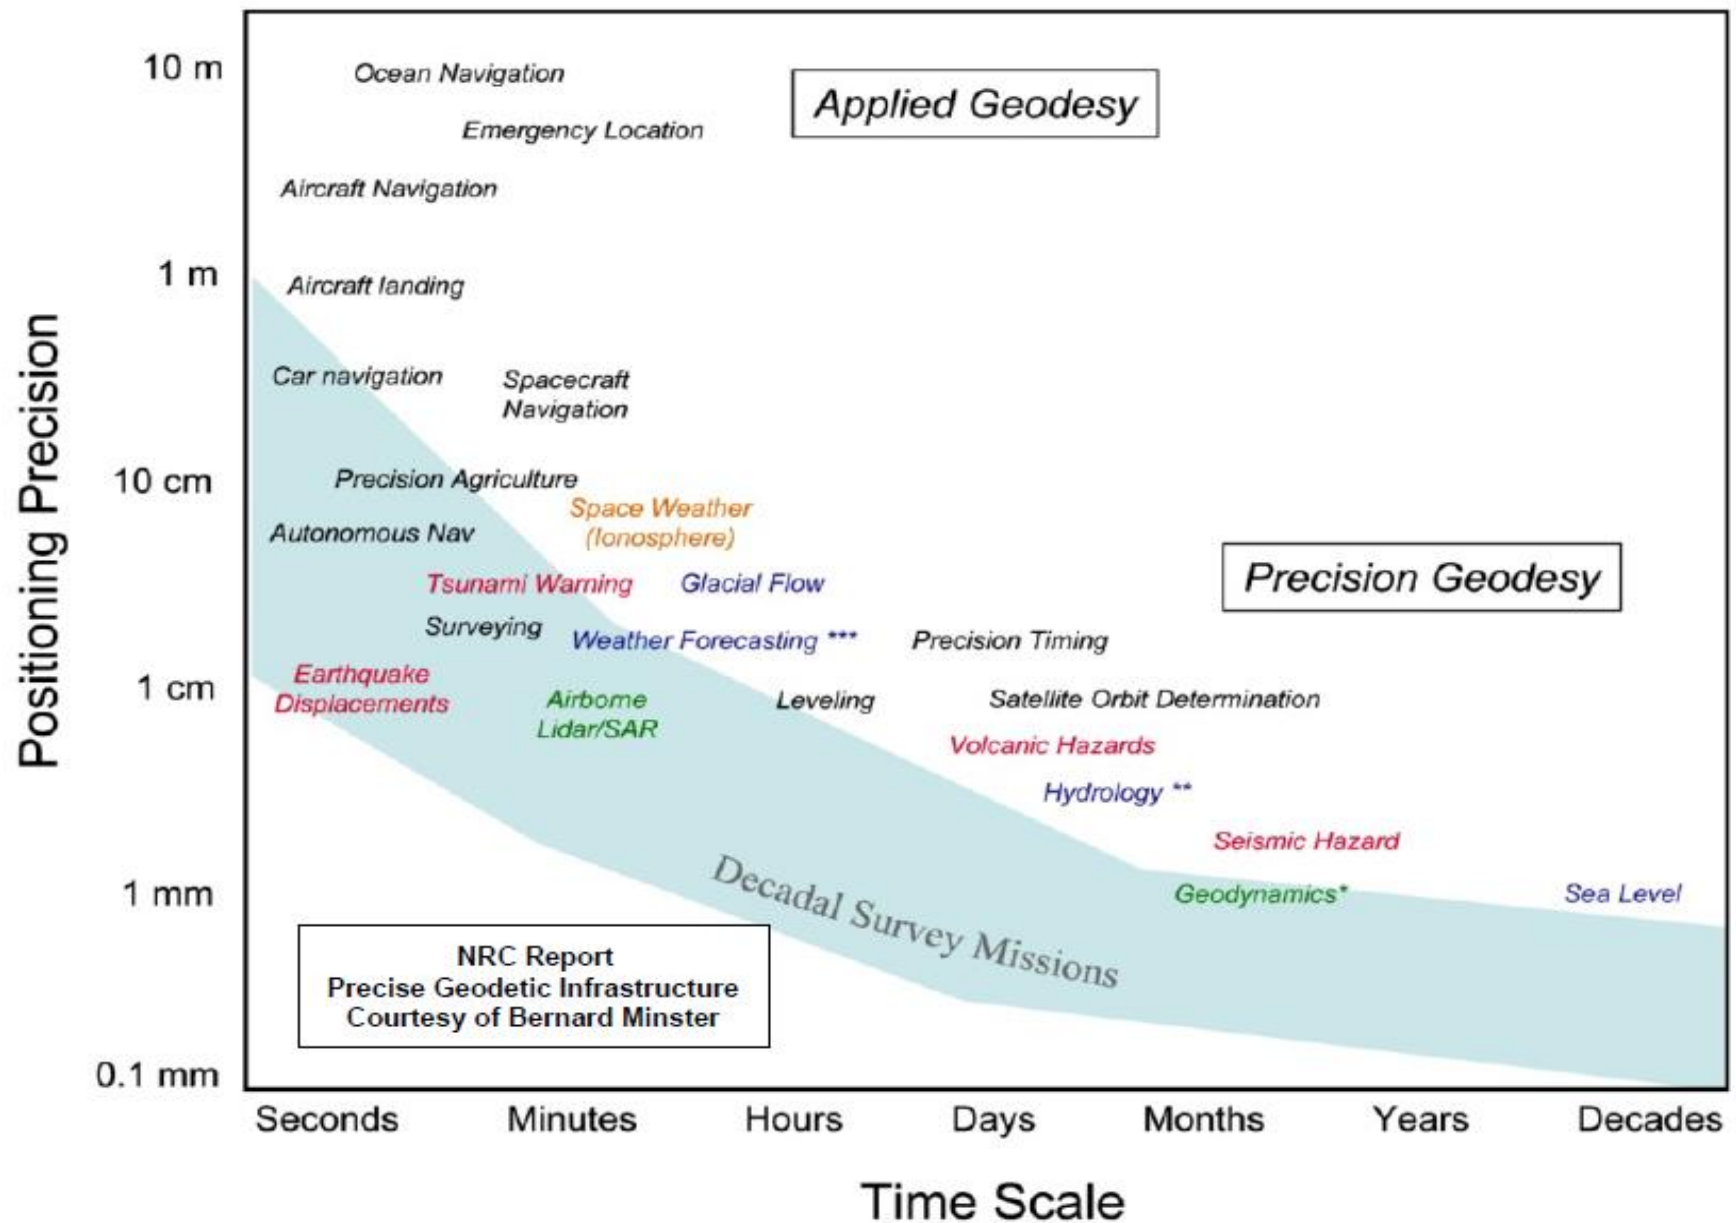 10 m
Ocean Navigation
Applied Geodesy
Emergency Location
Aircraft Navigation
1 m
Aircraft landing
Car navigation
Spacecraft
Navigation
10 cm
Precision Agriculture
Space Weather
(Ionosphere)
Autonomous Nav
Precision Geodesy
Tsunami Warning
Glacial Flow
Surveying
Weather Forecasting ***
Precision Timing
Earthquake
Displacements
1 cm
Airborne
Lidar/SAR
Leveling
Satellite Orbit Determination
Volcanic Hazards
Hydrology **
Seismic Hazard
1 mm
Geodynamics*
Sea Level
Decadal Survey Missions
NRC Report
Precise Geodetic Infrastructure
Courtesy of Bernard Minster
0.1 mm
Positioning Precision
Seconds Minutes Hours Days Months Years Decades
Time Scale